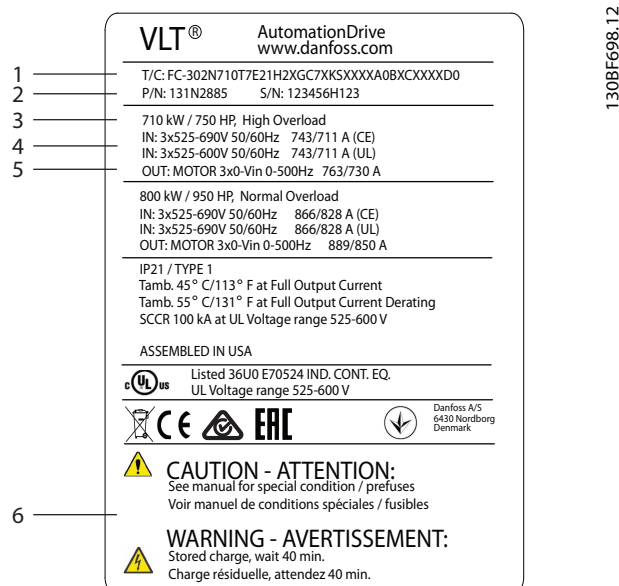 VLT® AutomationDrive
www.danfoss.com
1 T/C: FC-302N710T7E21H2XGC7XKSXXXXA0BXCXXXXD0
2 P/N: 131N2885 S/N: 123456H123
3 710 kW / 750 HP, High Overload
4 IN: 3x525-690V 50/60Hz 743/711 A (CE)
IN: 3x525-600V 50/60Hz 743/711 A (UL)
5 OUT: MOTOR 3x0-Vin 0-500Hz 763/730 A
800 kW / 950 HP, Normal Overload
IN: 3x525-690V 50/60Hz 866/828 A (CE)
IN: 3x525-690V 50/60Hz 866/828 A (UL)
OUT: MOTOR 3x0-Vin 0-500Hz 889/850 A
IP21 / TYPE 1
Tamb. 45° C/113° F at Full Output Current
Tamb. 55° C/131° F at Full Output Current Derating
SCCR 100 kA at UL Voltage range 525-600 V
ASSEMBLED IN USA
c UL us Listed 36U0 E70524 IND. CONT. EQ.
UL Voltage range 525-600 V
CE EAC
Danfoss A/S
6430 Nordborg
Denmark
CAUTION - ATTENTION:
See manual for special condition / prefuses
Voir manuel de conditions spéciales / fusibles
6
WARNING - AVERTISSEMENT:
Stored charge, wait 40 min.
Charge résiduelle, attendez 40 min.
130BF698.12